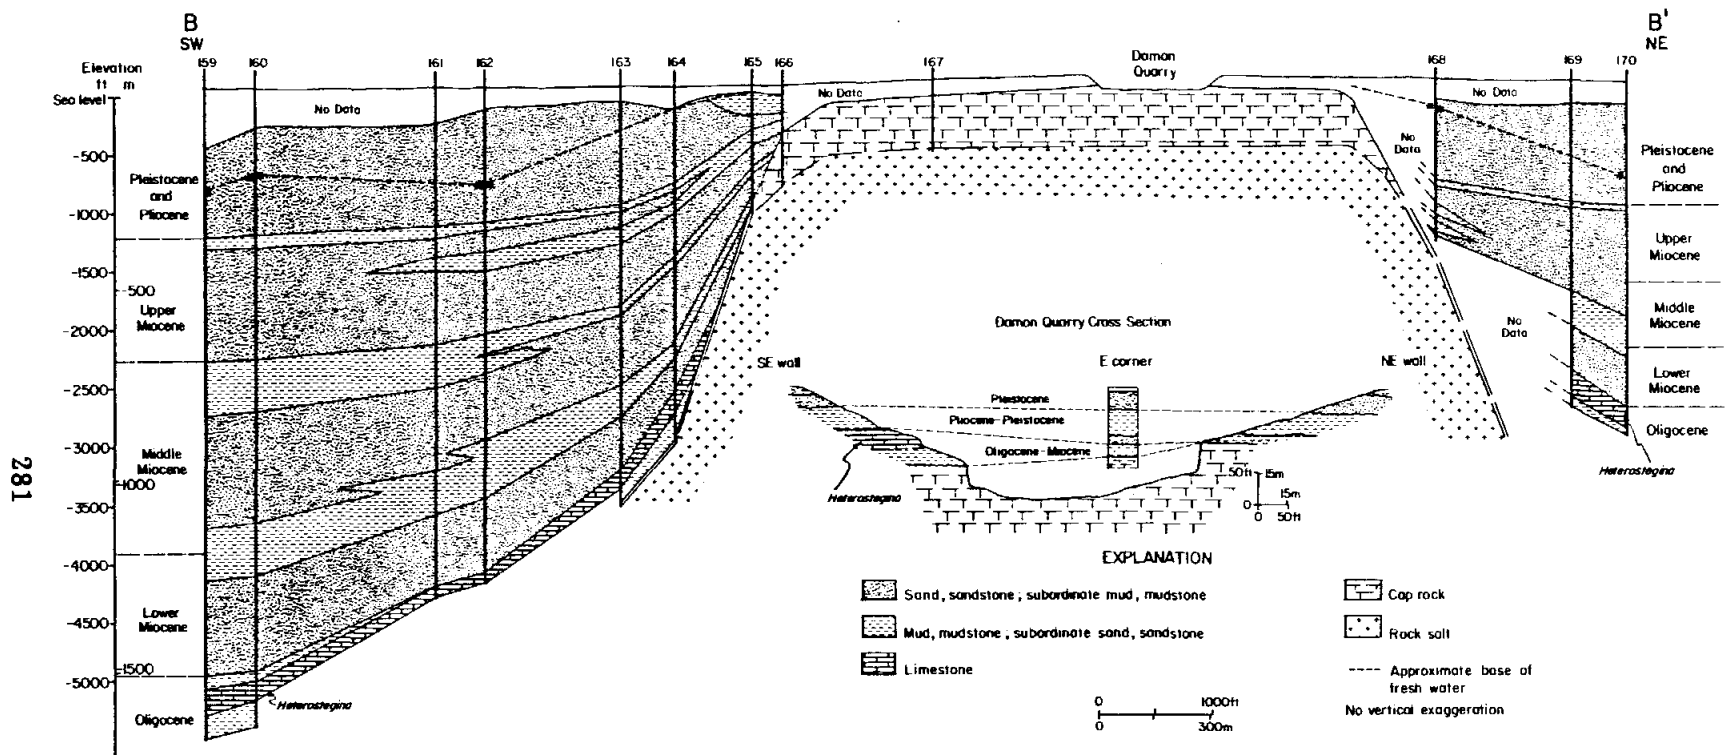 B
SW
B'
NE
159 160 161 162 163 164 165 166 167 168 169 170
Elevation
ft m
Sea level
Damon
Quarry
No Data
No Data
No Data
No
Data
No
Data
-500
-1000
-1500
-2000
-2500
-3000
-3500
-4000
-4500
-5000
-500
-1000
-1500
Pleistocene
and
Pliocene
Upper
Miocene
Middle
Miocene
Lower
Miocene
Oligocene
Heterostegina
Damon Quarry Cross Section
SE wall
E corner
NE wall
Pleistocene
Pliocene-Pleistocene
Oligocene-Miocene
Heterostegina
50ft 15m
15m
0
0 50ft
Pleistocene
and
Pliocene
Upper
Miocene
Middle
Miocene
Lower
Miocene
Oligocene
Heterostegina
EXPLANATION
Sand, sandstone; subordinate mud, mudstone
Mud, mudstone; subordinate sand, sandstone
Limestone
Cap rock
Rock salt
Approximate base of
fresh water
No vertical exaggeration
0 1000ft
0 300m
281